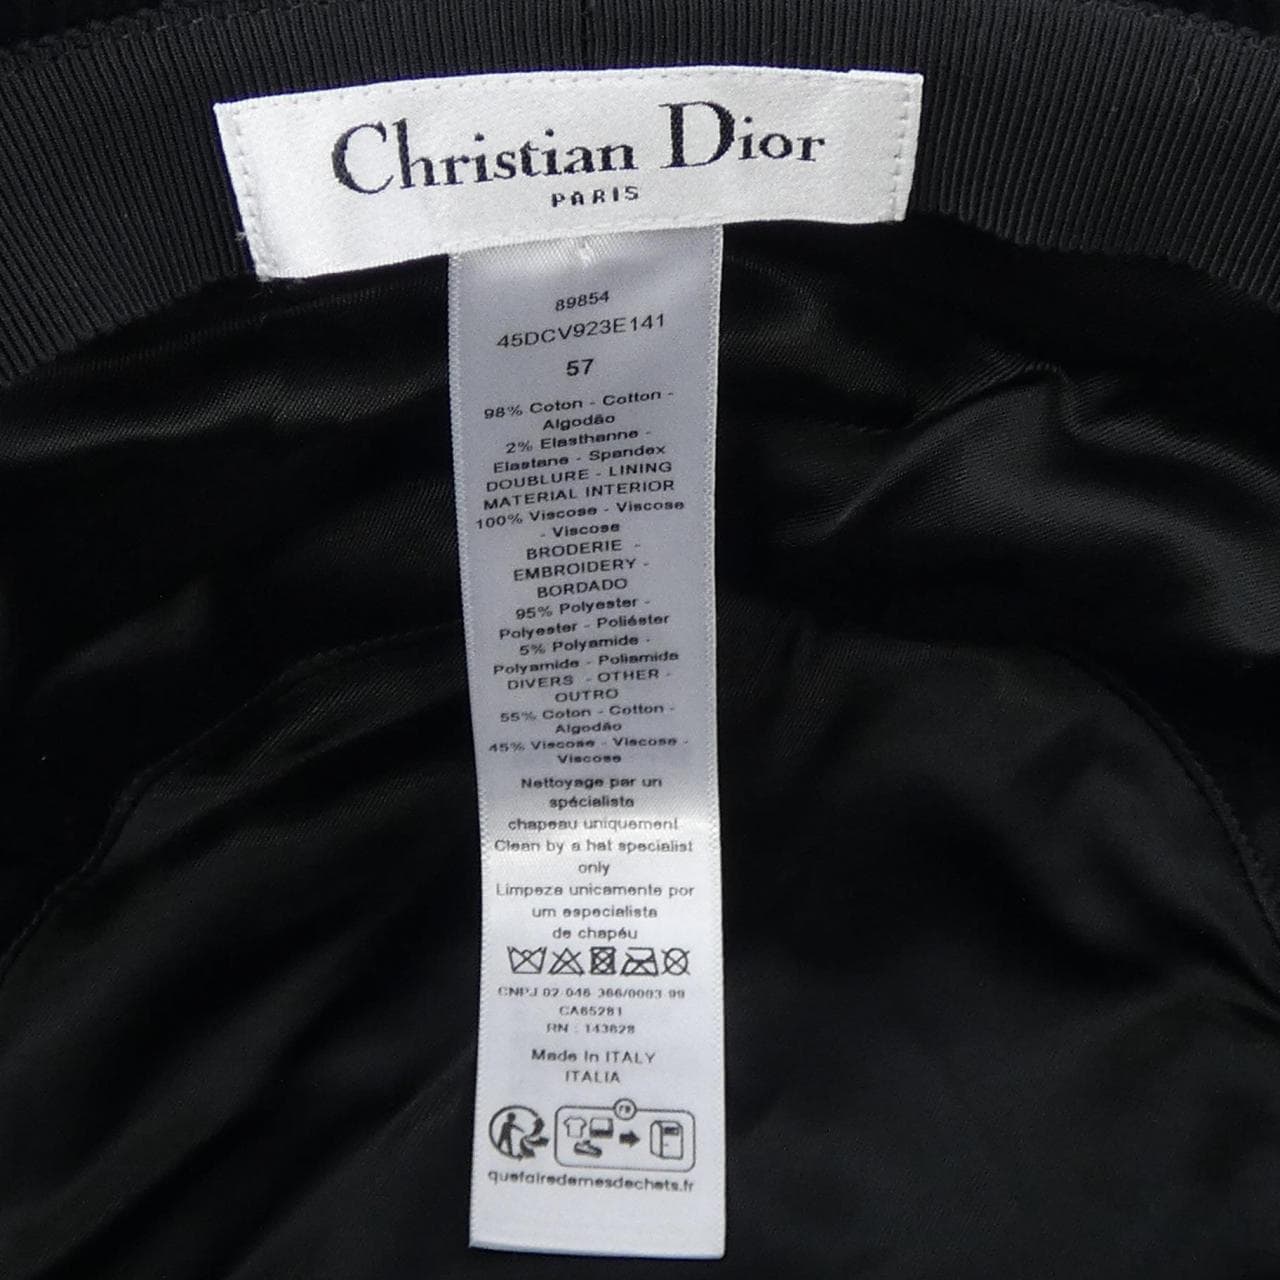 Christian Dior
PARIS
89854
45DCV923E141
57
98% Coton - Cotton -
Algodão
2% Elasthanne -
Elastane - Spandex
DOUBLURE - LINING
MATERIAL INTERIOR
100% Viscose - Viscose
- Viscose
BRODERIE -
EMBROIDERY -
BORDADO
95% Polyester -
Polyester - Poliéster
5% Polyamide -
Polyamide - Poliamida
DIVERS - OTHER -
OUTRO
55% Coton - Cotton -
Algodão
45% Viscose - Viscose -
Viscose
Nettoyage par un
spécialiste
chapeau uniquement
Clean by a hat specialist
only
Limpeza unicamente por
um especialista
de chapéu
CNPJ 02 046 366/0003 99
CA65281
RN : 143828
Made In ITALY
ITALIA
quefairedemesdechets.fr